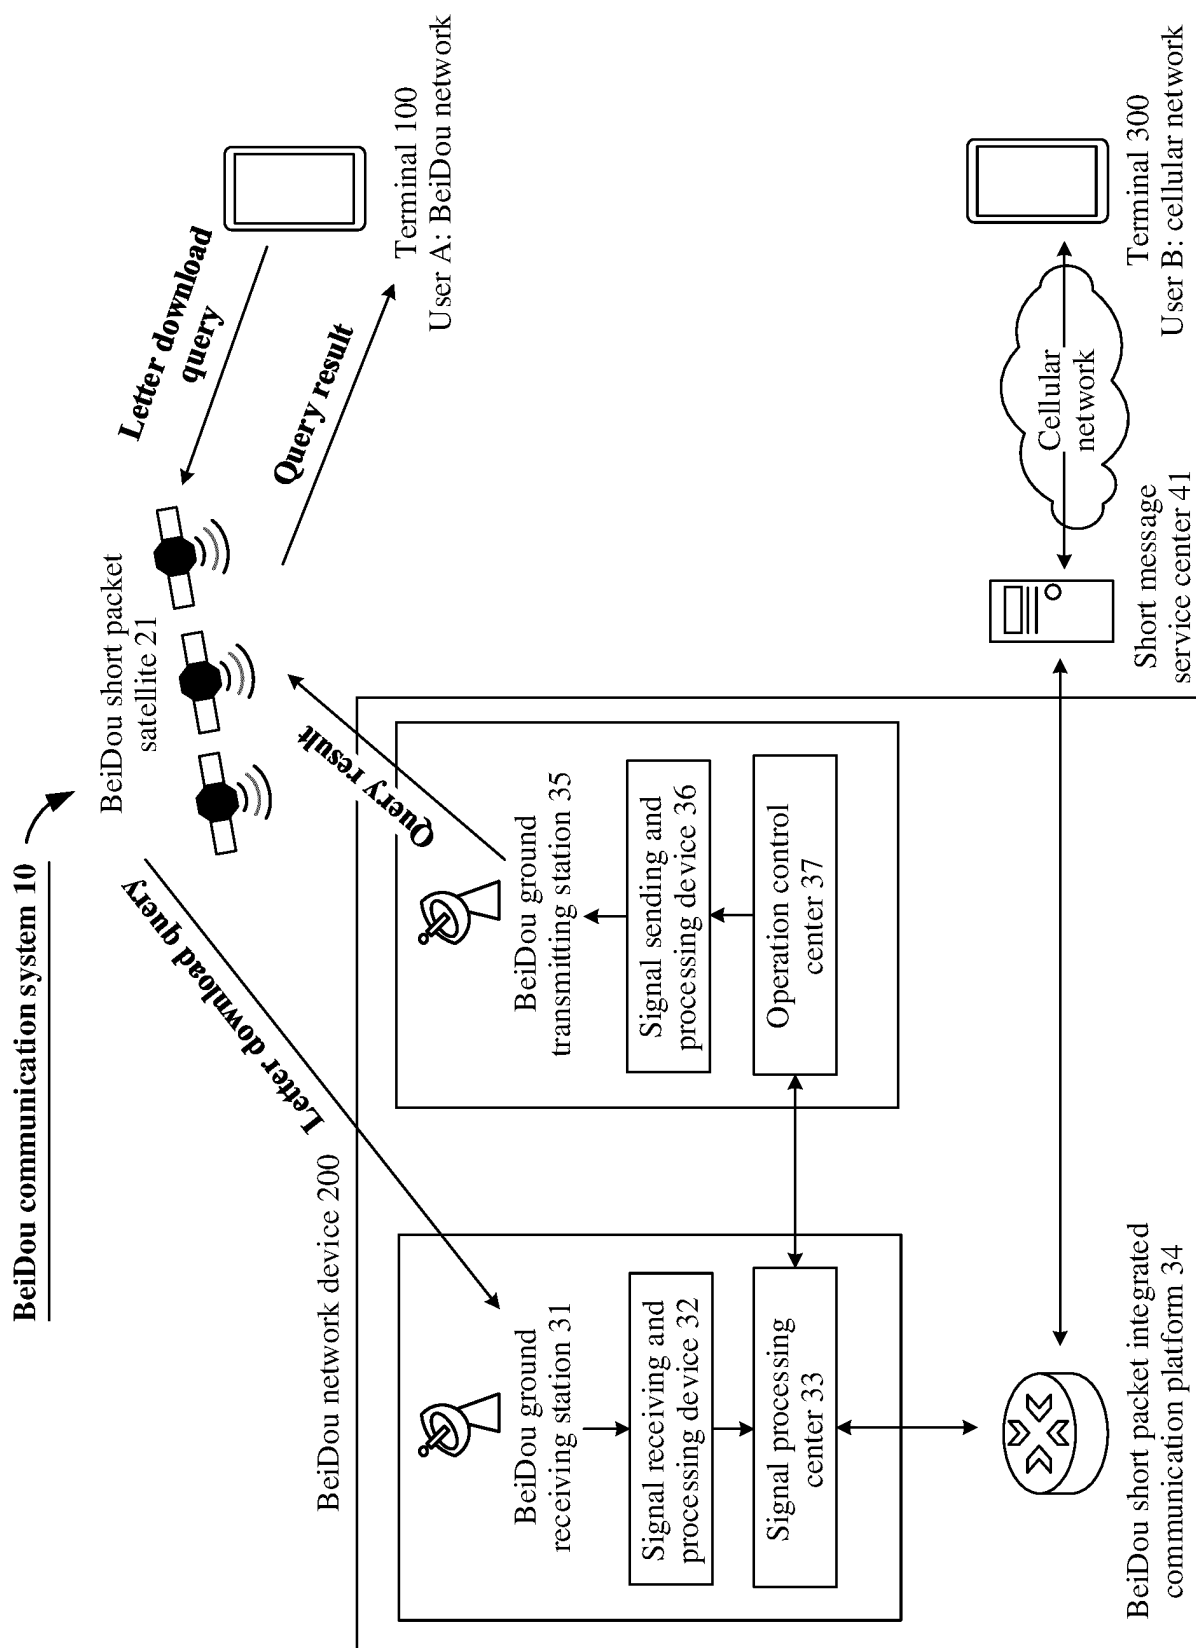 BeiDou communication system 10
BeiDou short packet
satellite 21
Letter download
query
Query result
Terminal 100
User A: BeiDou network
Letter download query
Query result
BeiDou network device 200
BeiDou ground
receiving station 31
Signal receiving and
processing device 32
Signal processing
center 33
BeiDou ground
transmitting station 35
Signal sending and
processing device 36
Operation control
center 37
BeiDou short packet integrated
communication platform 34
Short message
service center 41
Cellular
network
Terminal 300
User B: cellular network